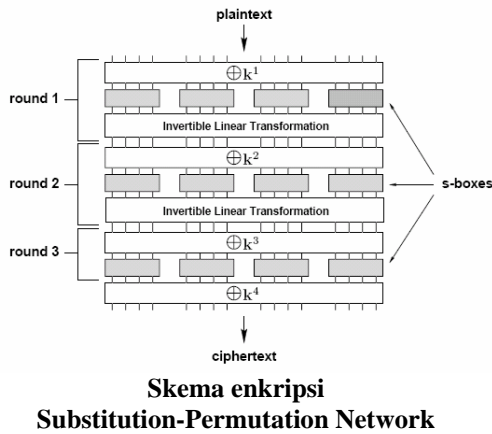 plaintext
⊕k¹
round 1
Invertible Linear Transformation
⊕k²
round 2
s-boxes
Invertible Linear Transformation
⊕k³
round 3
⊕k⁴
ciphertext
Skema enkripsi
Substitution-Permutation Network